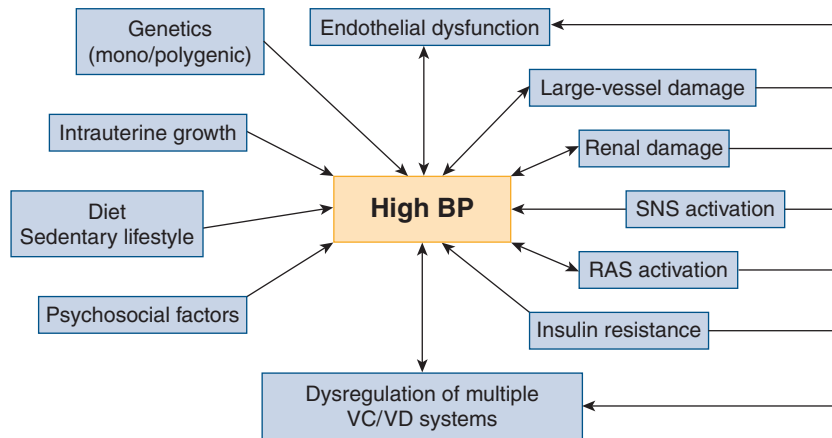 Genetics
(mono/polygenic)
Endothelial dysfunction
Large-vessel damage
Intrauterine growth
Renal damage
Diet
Sedentary lifestyle
High BP
SNS activation
RAS activation
Psychosocial factors
Insulin resistance
Dysregulation of multiple
VC/VD systems